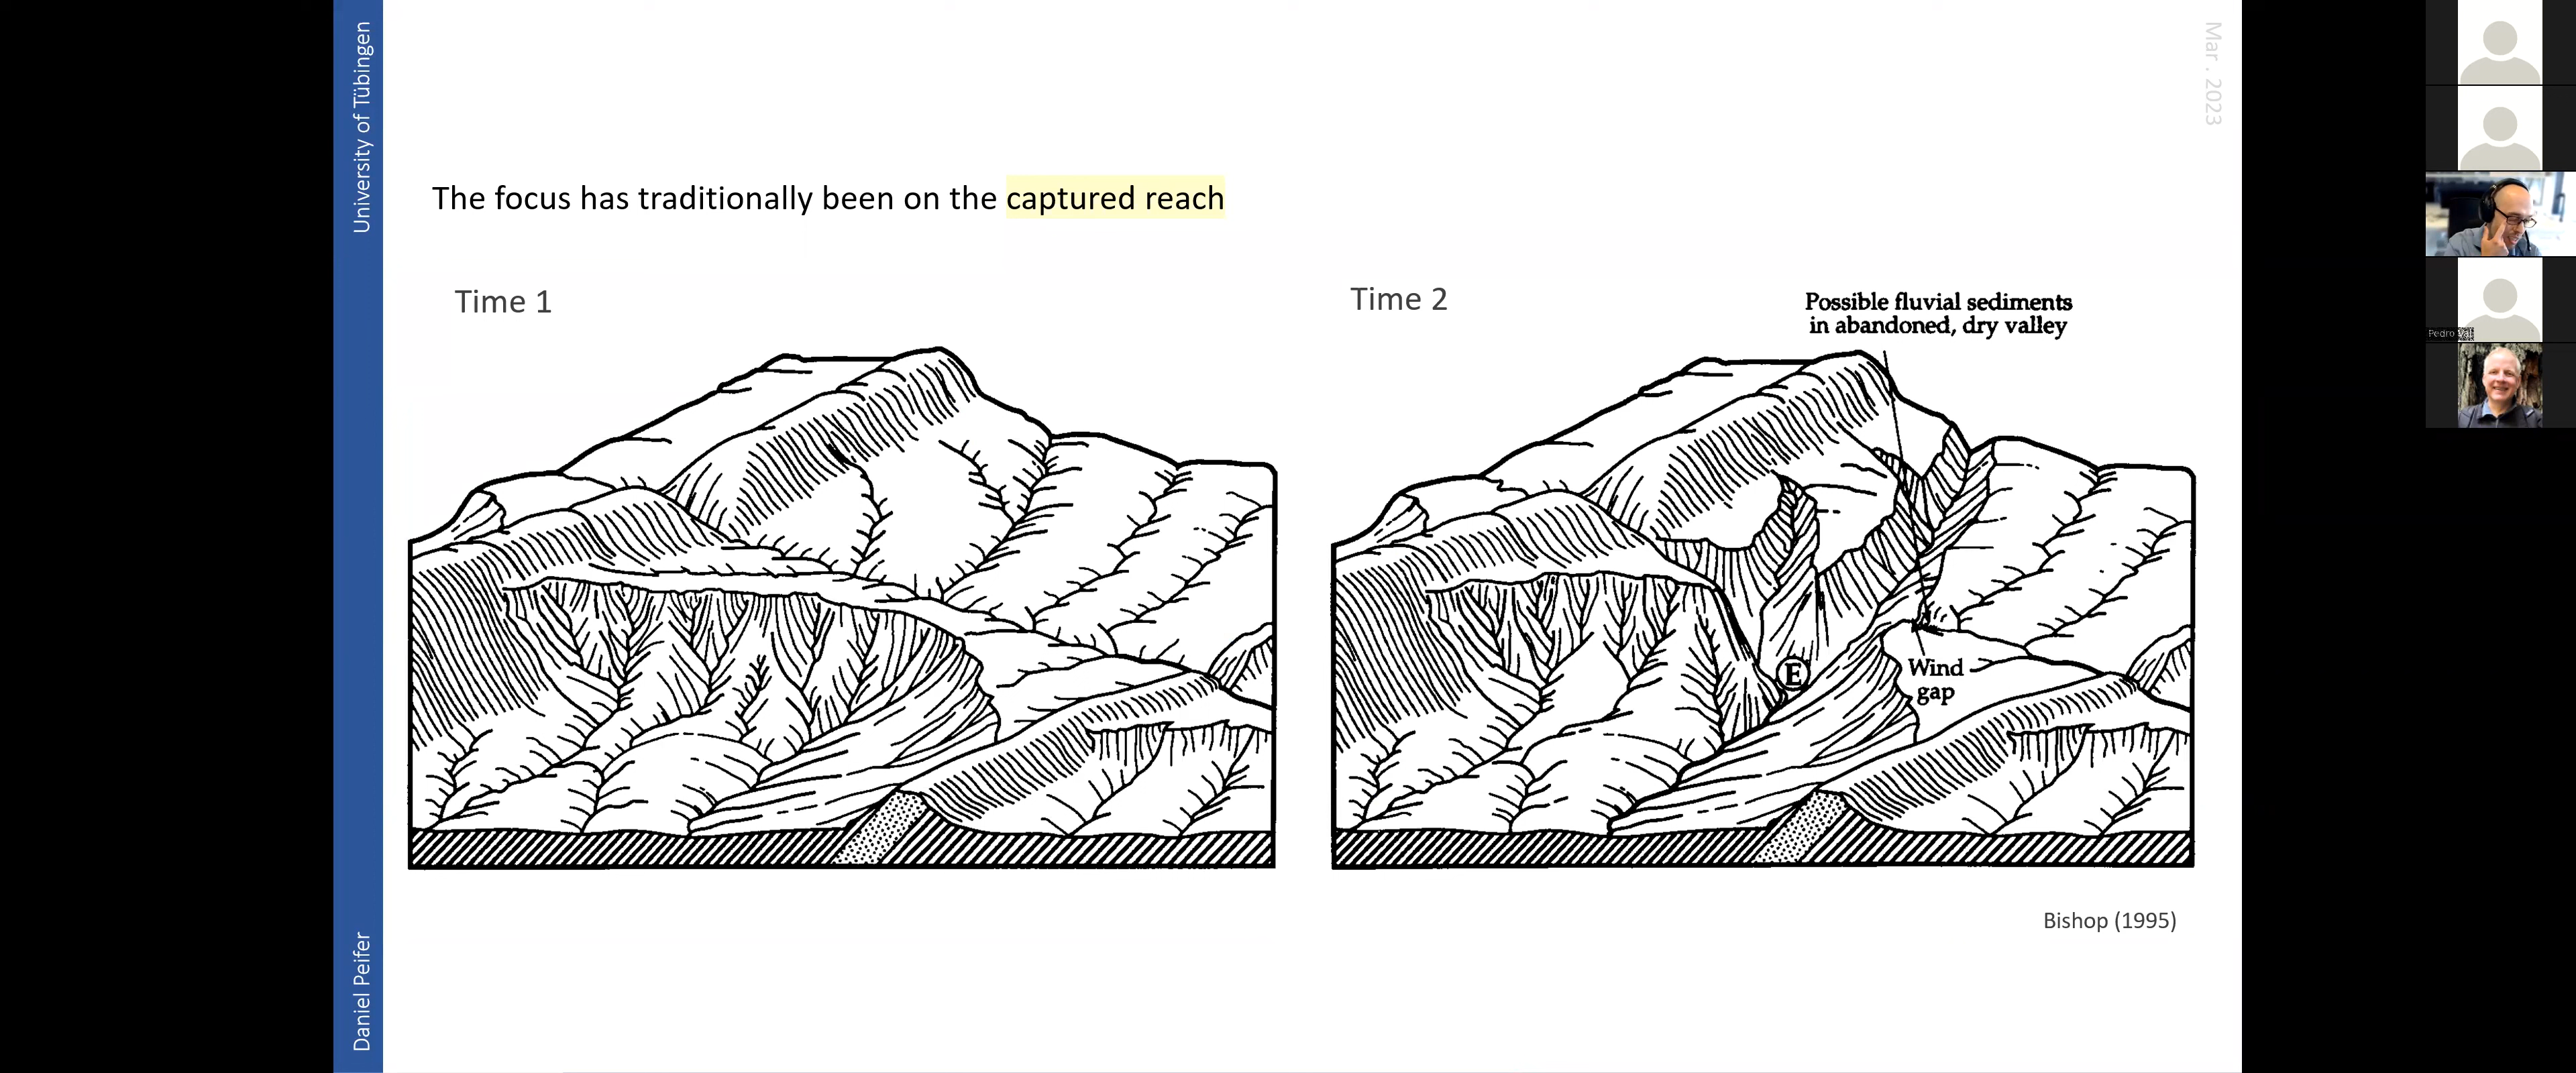 University of Tübingen
Daniel Peifer
Mar . 2023
The focus has traditionally been on the captured reach
Time 1
Time 2
Possible fluvial sediments
in abandoned, dry valley
E
Wind
gap
Bishop (1995)
Pedro